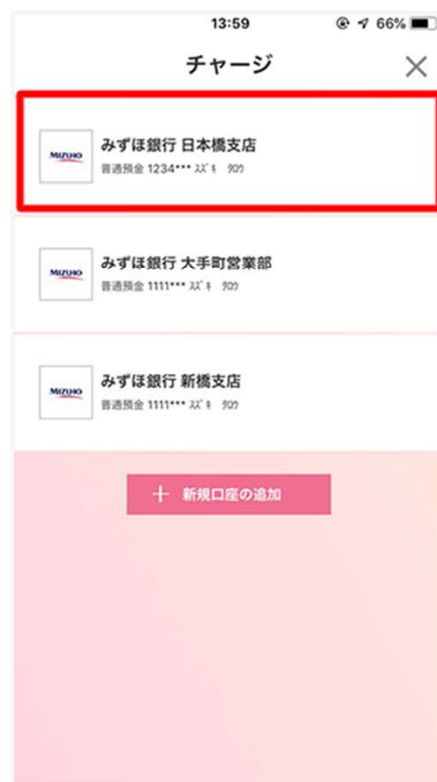 13:59 66%
チャージ
MIZUHO
みずほ銀行 日本橋支店
普通預金 1234*** ｽｽﾞｷ ﾀﾛｳ
MIZUHO
みずほ銀行 大手町営業部
普通預金 1111*** ｽｽﾞｷ ﾀﾛｳ
MIZUHO
みずほ銀行 新橋支店
普通預金 1111*** ｽｽﾞｷ ﾀﾛｳ
＋ 新規口座の追加